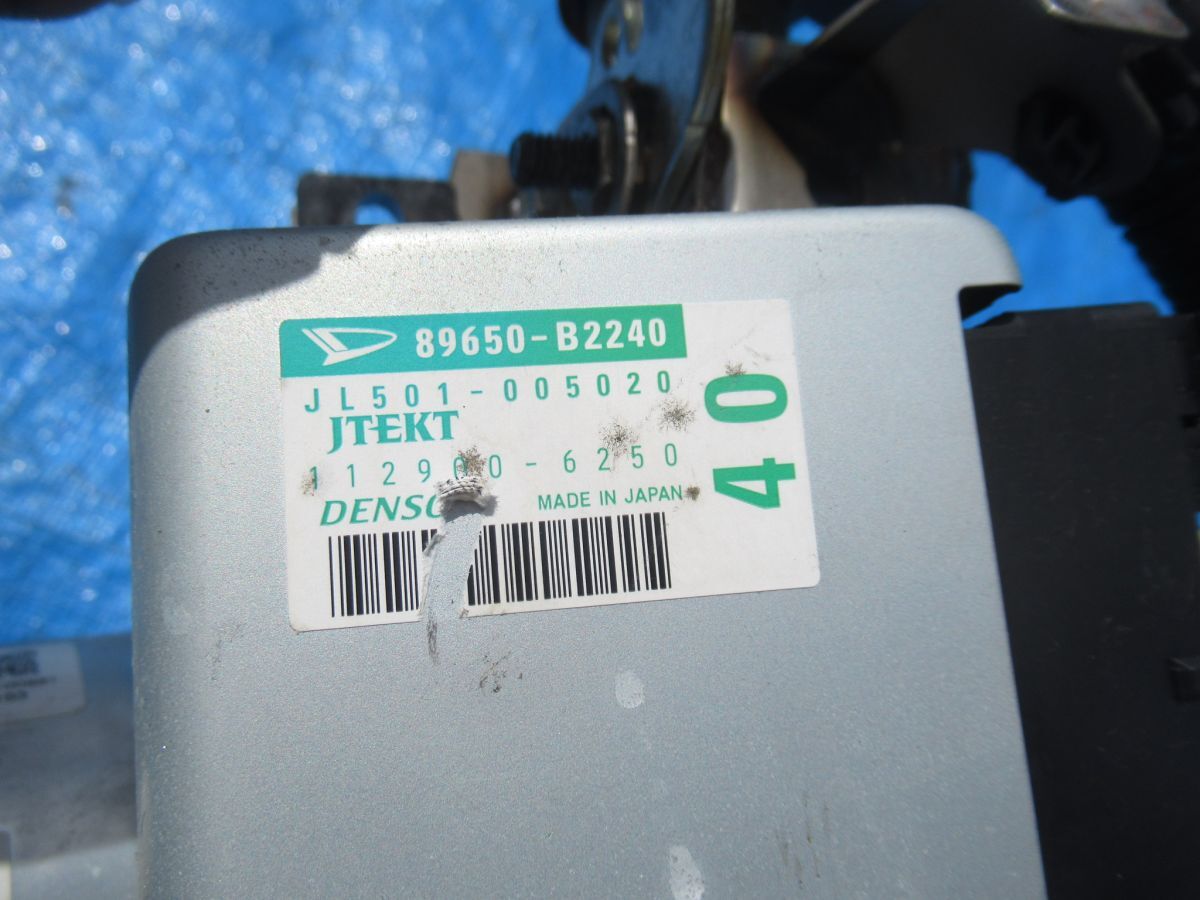 89650-B2240
JL501-005020
JTEKT
112900-6250
DENSO
MADE IN JAPAN
40